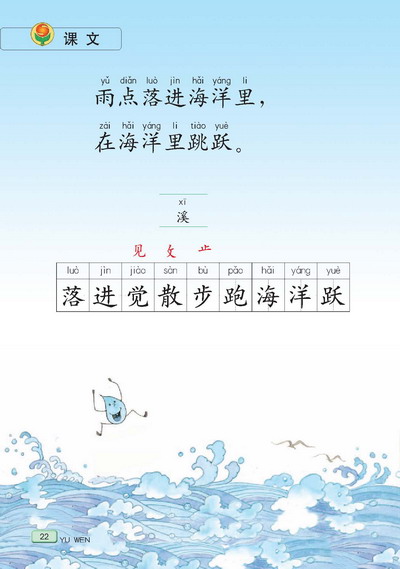 课文
yǔ diǎn luò jìn hǎi yáng li
雨点落进海洋里，
zài hǎi yáng li tiào yuè
在海洋里跳跃。
xī
溪
见 攵 龰
luò jìn jiào sàn bù pǎo hǎi yáng yuè
落 进 觉 散 步 跑 海 洋 跃
22
YU WEN